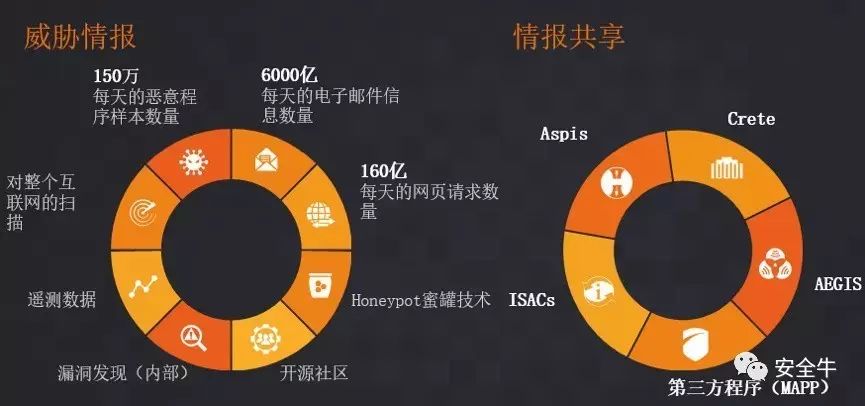 威胁情报
情报共享
150万
每天的恶意程
序样本数量
6000亿
每天的电子邮件信
息数量
160亿
每天的网页请求数
量
对整个互
联网的扫
描
遥测数据
Honeypot蜜罐技术
漏洞发现（内部）
开源社区
Aspis
Crete
ISACs
AEGIS
第三方程序（MAPP）
安全牛